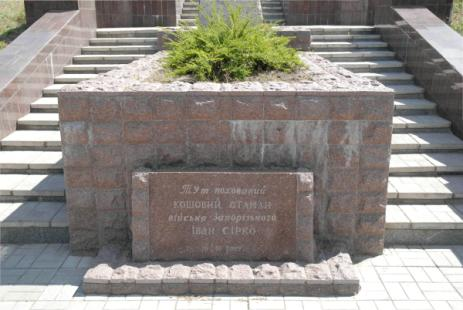 Тут похований
КОШОВИЙ ОТАМАН
війська Запорізького
ІВАН СІРКО